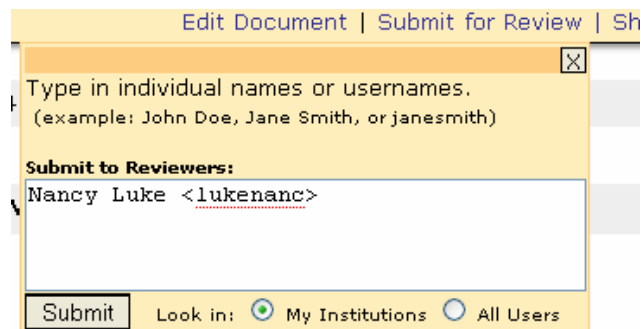 Edit Document | Submit for Review | Sh
X
Type in individual names or usernames.
(example: John Doe, Jane Smith, or janesmith)
Submit to Reviewers:
Nancy Luke <lukenanc>
Submit Look in: My Institutions All Users